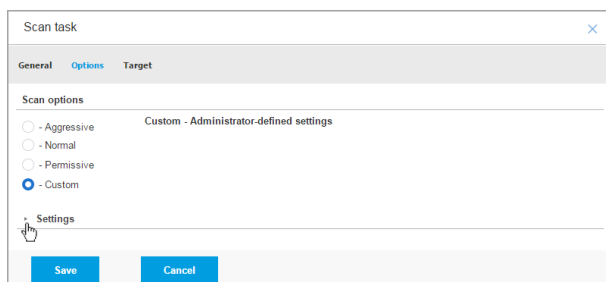 Scan task
General Options Target
Scan options
- Aggressive
Custom - Administrator-defined settings
- Normal
- Permissive
- Custom
Settings
Save Cancel